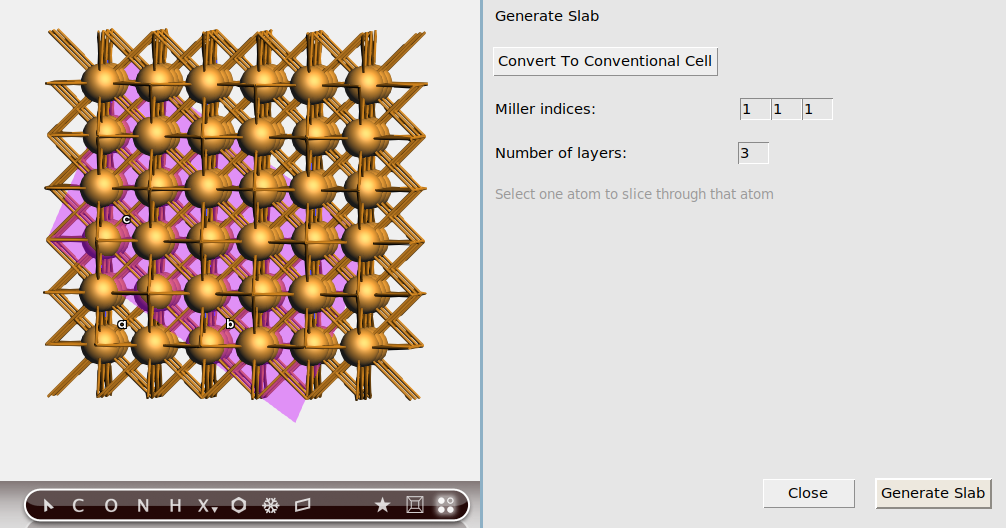 Generate Slab
Convert To Conventional Cell
Miller indices: 1 1 1
Number of layers: 3
Select one atom to slice through that atom
c
a
b
C O N H X
Close Generate Slab